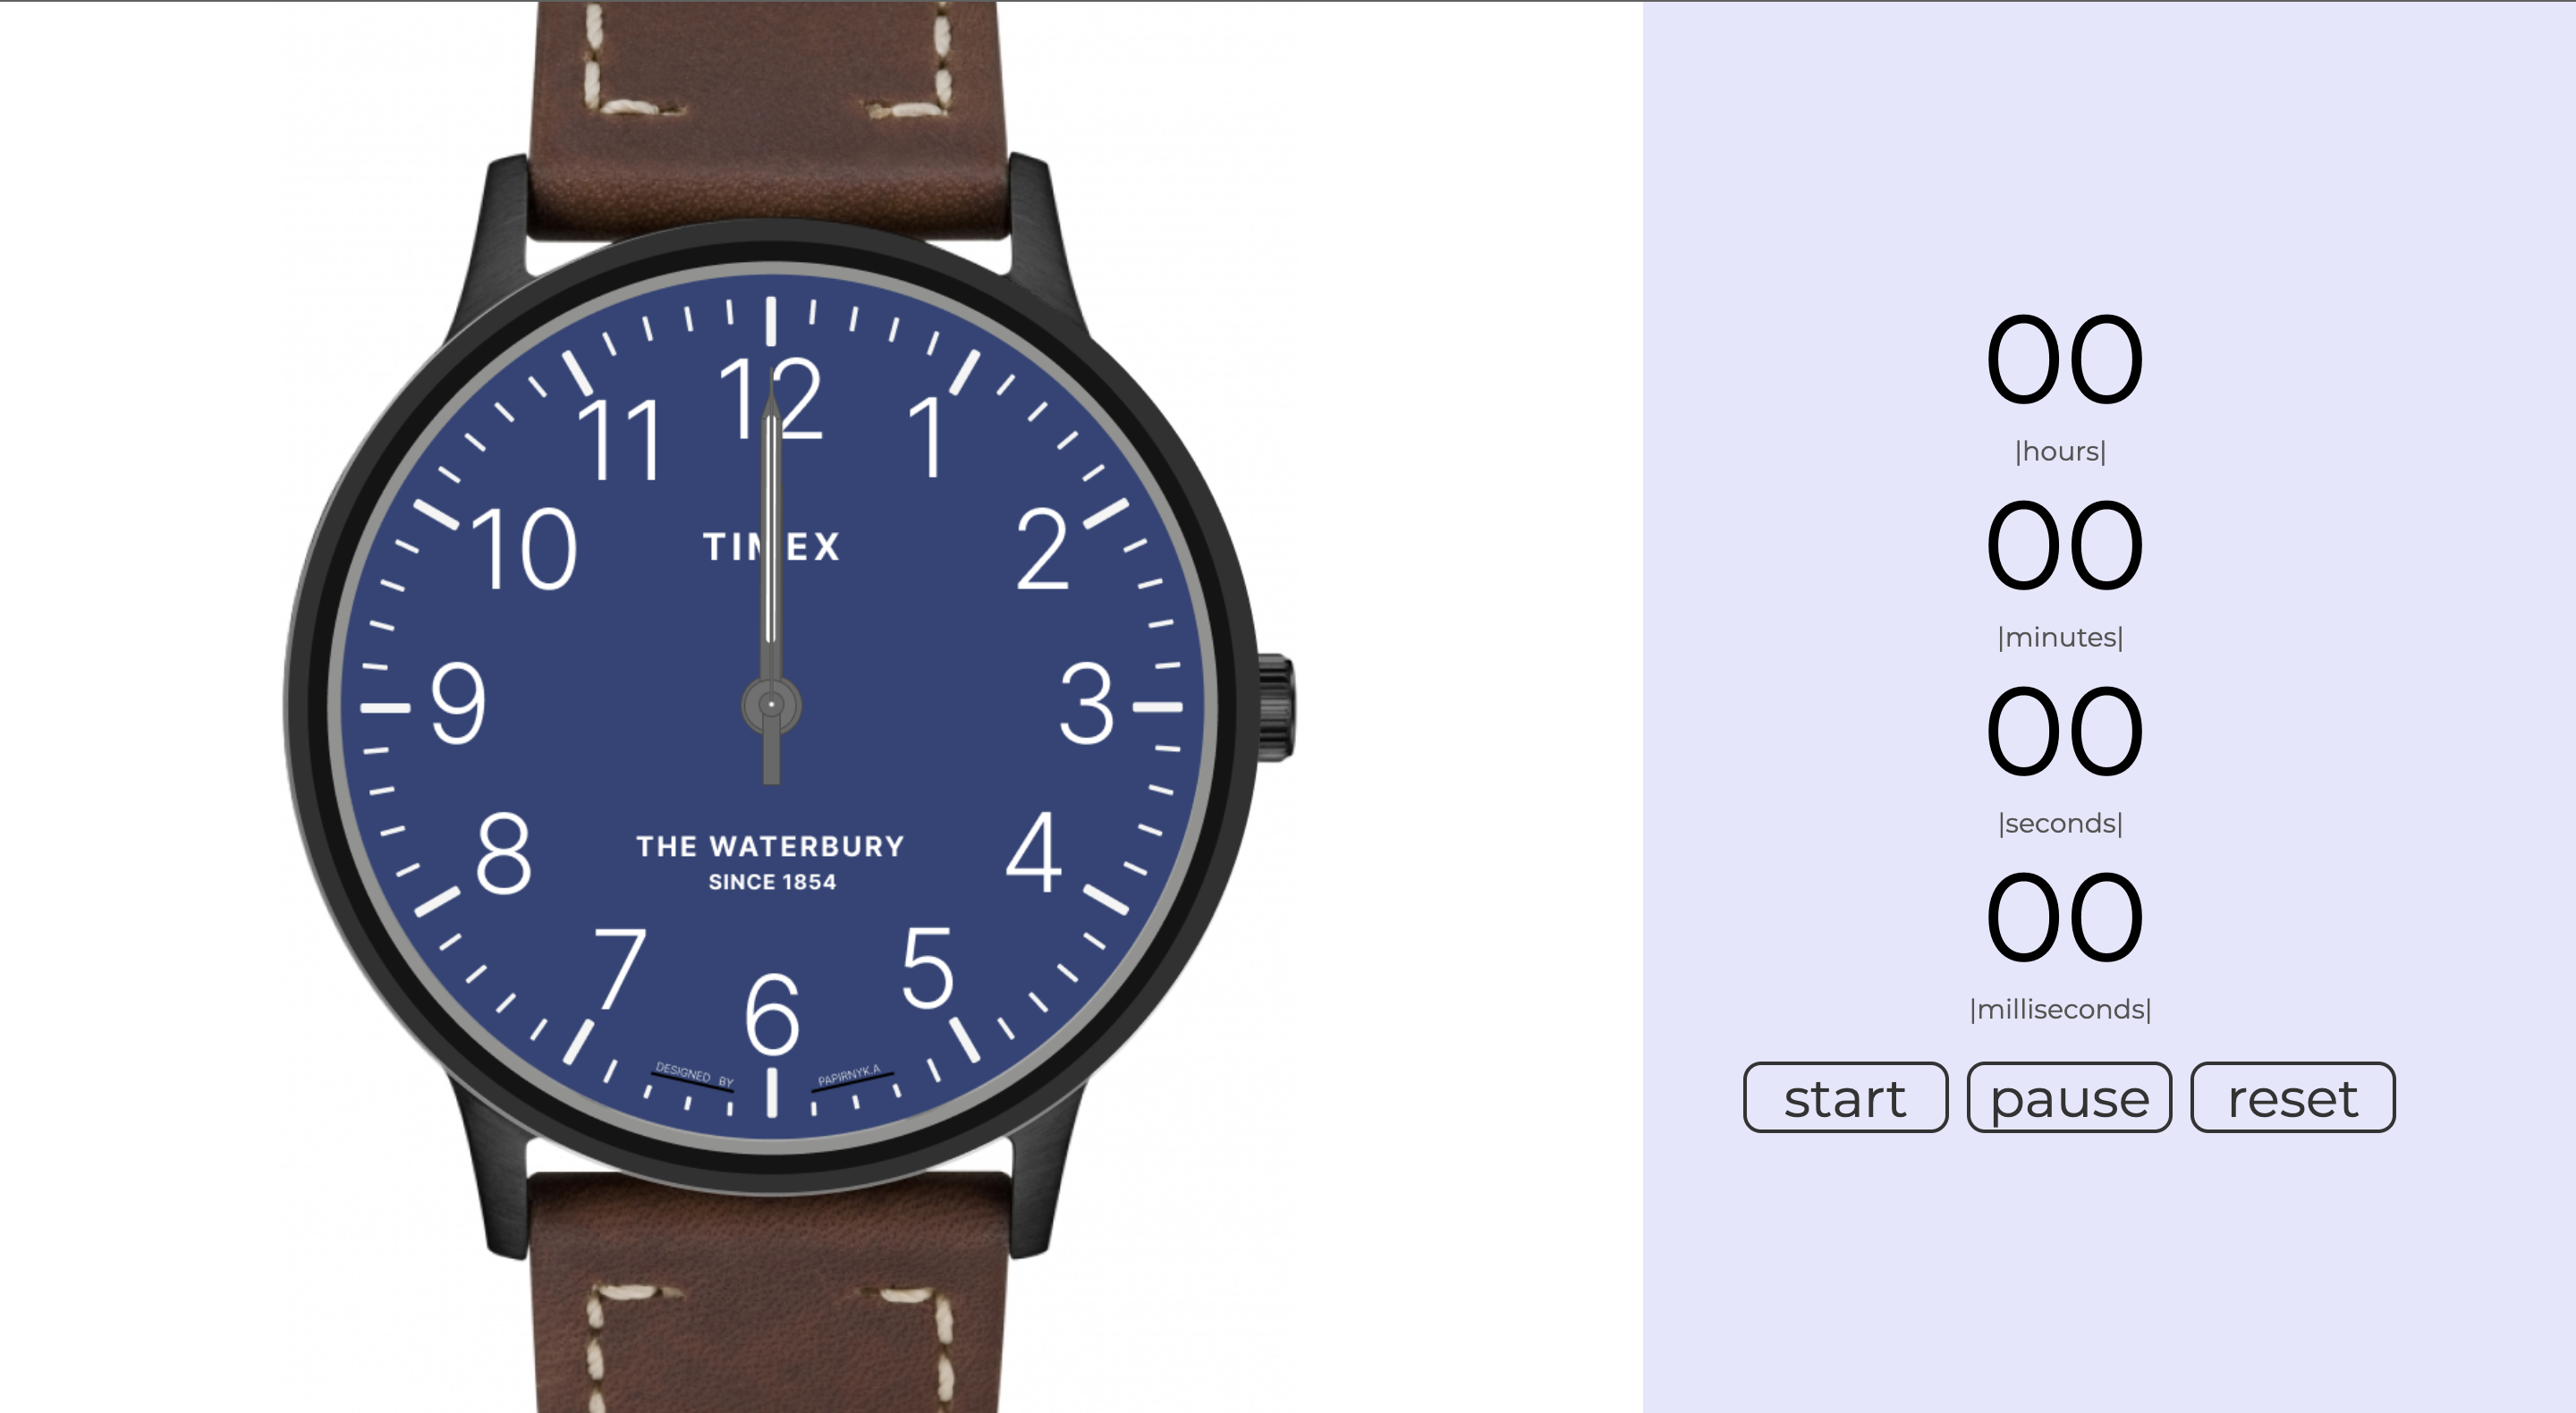 12
11
1
10
2
TIMEX
9
3
8
4
THE WATERBURY
SINCE 1854
7
5
6
DESIGNED BY
PAPIRNYK.A
00
|hours|
00
|minutes|
00
|seconds|
00
|milliseconds|
start pause reset